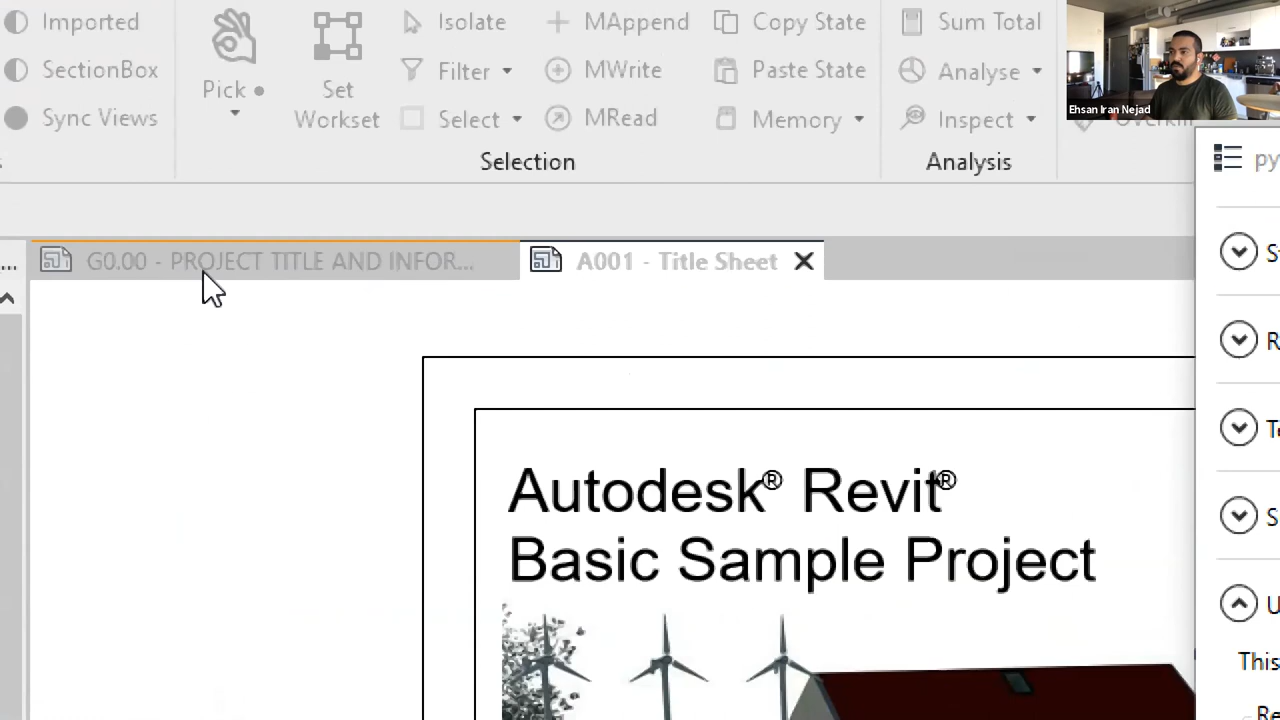 Imported
SectionBox
Sync Views
Pick
Set
Workset
Isolate
Filter
Select
MAppend
MWrite
MRead
Copy State
Paste State
Memory
Selection
Sum Total
Analyse
Inspect
Analysis
Ehsan Iran Nejad
py
G0.00 - PROJECT TITLE AND INFOR...
A001 - Title Sheet
Autodesk® Revit®
Basic Sample Project
S
R
T
S
U
This
Re